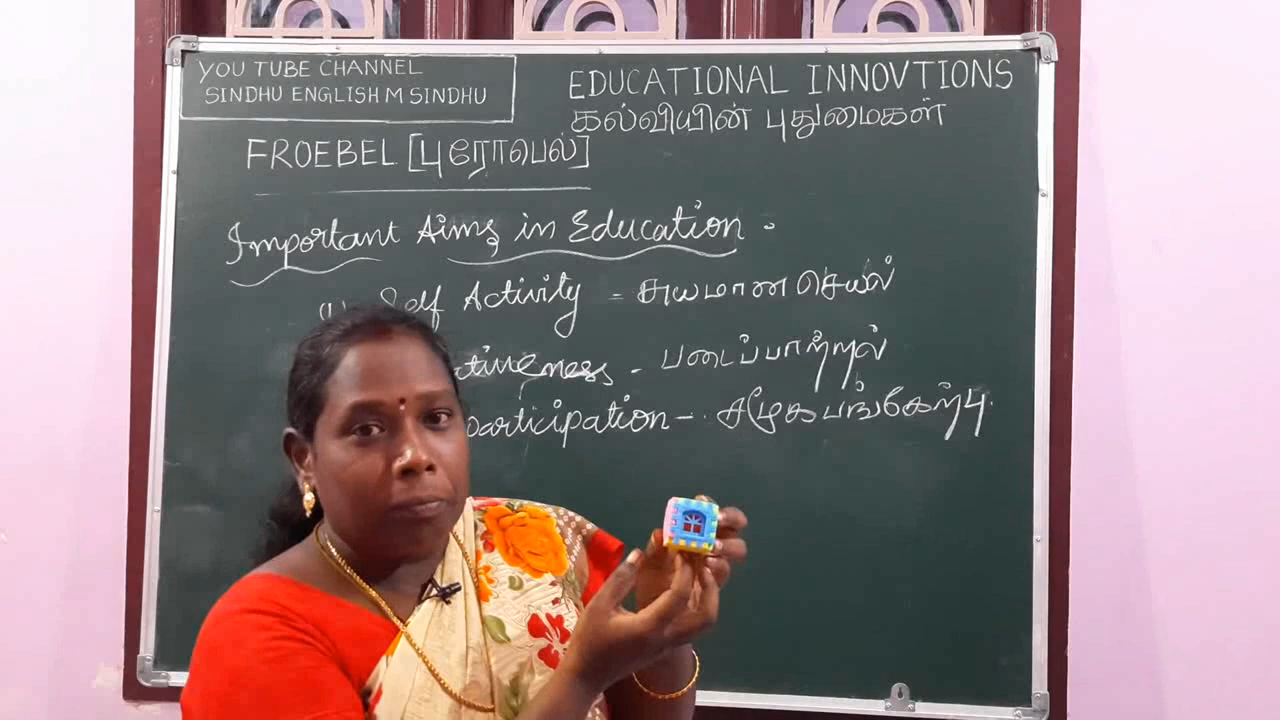 YOU TUBE CHANNEL
SINDHU ENGLISH M SINDHU
EDUCATIONAL INNOVTIONS
கல்வியின் புதுமைகள்
FROEBEL [புரோபெல்]
Important Aims in Education -
Self Activity = சுயமான செயல்
- படைப்பாற்றல்
participation - சமூக பங்கேற்பு.